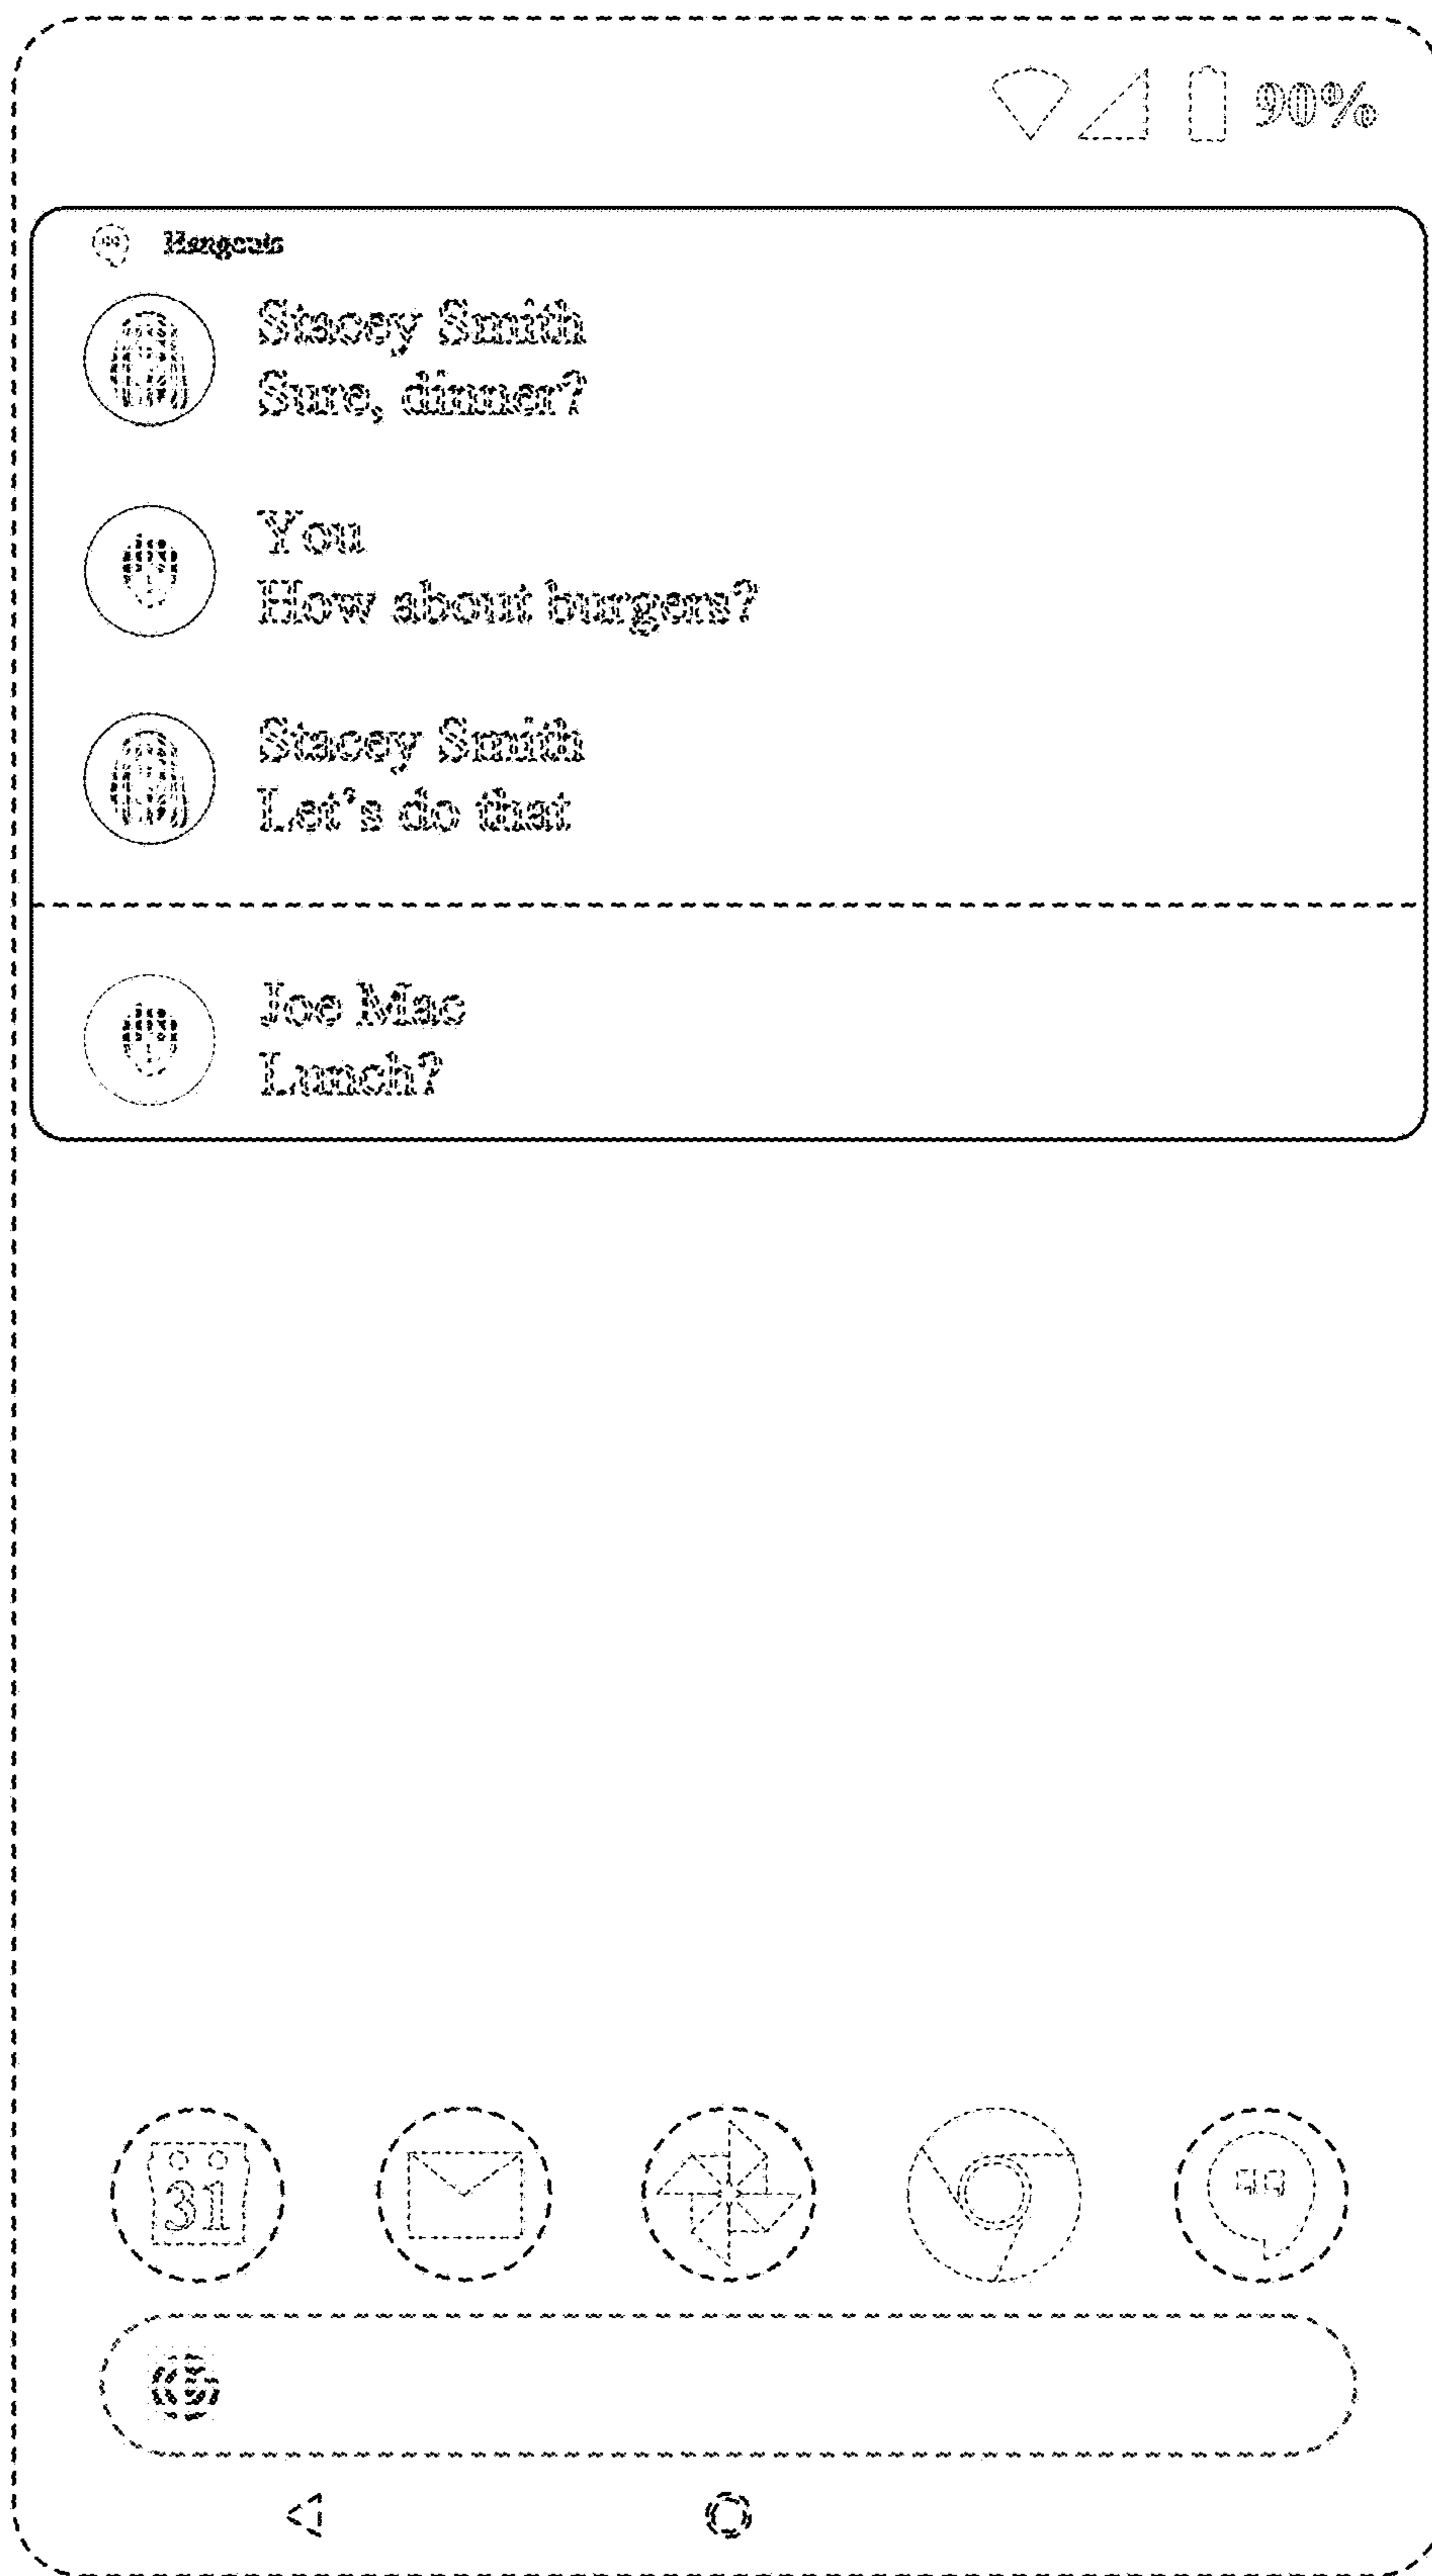 90%
Hangouts
Stacey Smith
Sure, dinner?
You
How about burgers?
Stacey Smith
Let's do that
Joe Mac
Lunch?
31
G